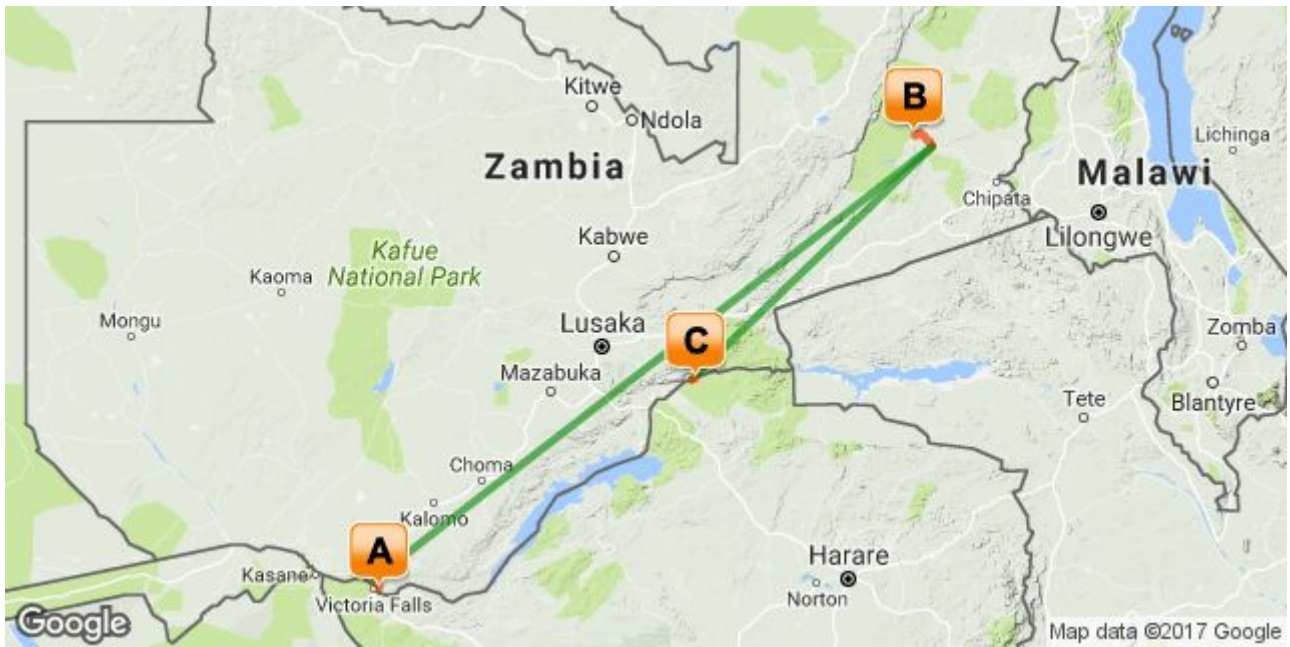 B
Kitwe
Ndola
Lichinga
Zambia
Malawi
Chipata
Kabwe
Lilongwe
Kafue
National Park
Kaoma
Mongu
Lusaka
C
Zomba
Mazabuka
Tete
Blantyre
Choma
Kalomo
A
Harare
Kasane
Victoria Falls
Norton
Google
Map data ©2017 Google